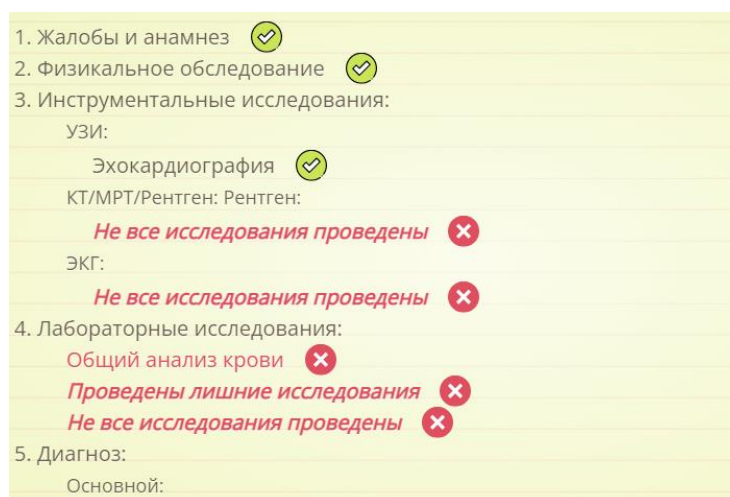 1. Жалобы и анамнез
2. Физикальное обследование
3. Инструментальные исследования:
УЗИ:
Эхокардиография
КТ/МРТ/Рентген: Рентген:
Не все исследования проведены
ЭКГ:
Не все исследования проведены
4. Лабораторные исследования:
Общий анализ крови
Проведены лишние исследования
Не все исследования проведены
5. Диагноз:
Основной: